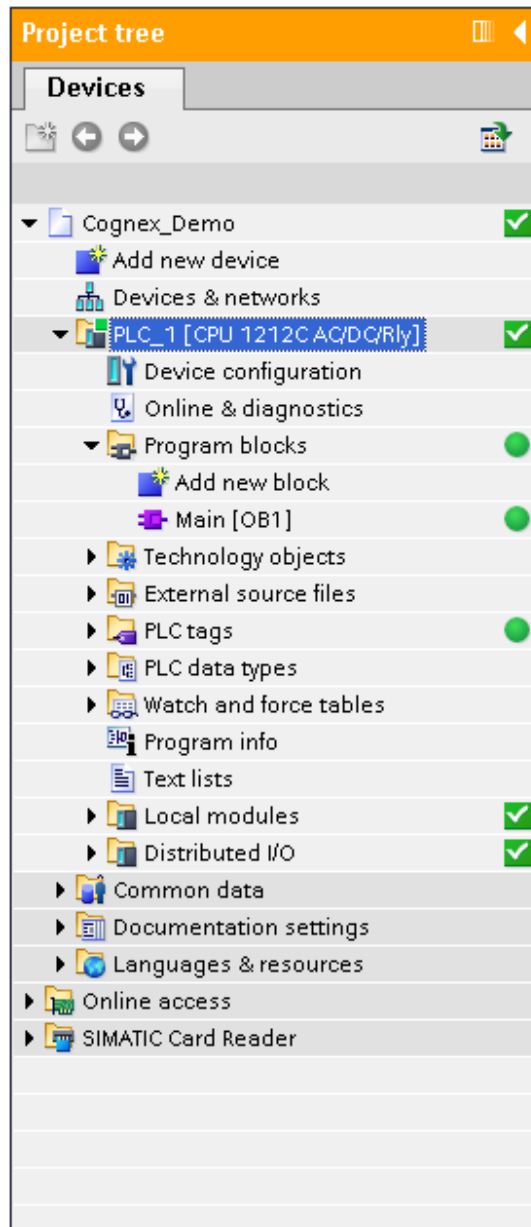 Project tree
Devices
Cognex_Demo
Add new device
Devices & networks
PLC_1 [CPU 1212C AC/DC/Rly]
Device configuration
Online & diagnostics
Program blocks
Add new block
Main [OB1]
Technology objects
External source files
PLC tags
PLC data types
Watch and force tables
Program info
Text lists
Local modules
Distributed I/O
Common data
Documentation settings
Languages & resources
Online access
SIMATIC Card Reader